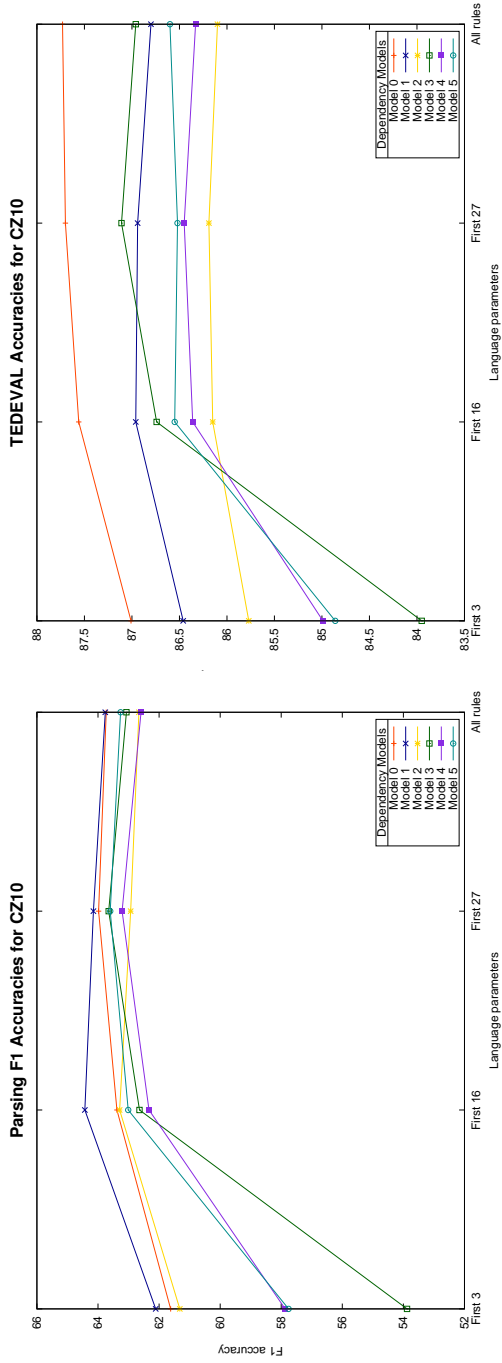 Parsing F1 Accuracies for CZ10
F1 accuracy
66
64
62
60
58
56
54
52
First 3
First 16
First 27
All rules
Language parameters
Dependency Models
Model 0
Model 1
Model 2
Model 3
Model 4
Model 5
TEDEVAL Accuracies for CZ10
88
87.5
87
86.5
86
85.5
85
84.5
84
83.5
First 3
First 16
First 27
All rules
Language parameters
Dependency Models
Model 0
Model 1
Model 2
Model 3
Model 4
Model 5